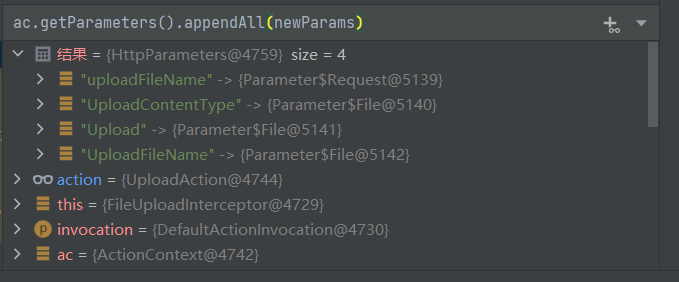 ac.getParameters().appendAll(newParams)
结果 = {HttpParameters@4759} size = 4
"uploadFileName" -> {Parameter$Request@5139}
"UploadContentType" -> {Parameter$File@5140}
"Upload" -> {Parameter$File@5141}
"UploadFileName" -> {Parameter$File@5142}
action = {UploadAction@4744}
this = {FileUploadInterceptor@4729}
p invocation = {DefaultActionInvocation@4730}
ac = {ActionContext@4742}